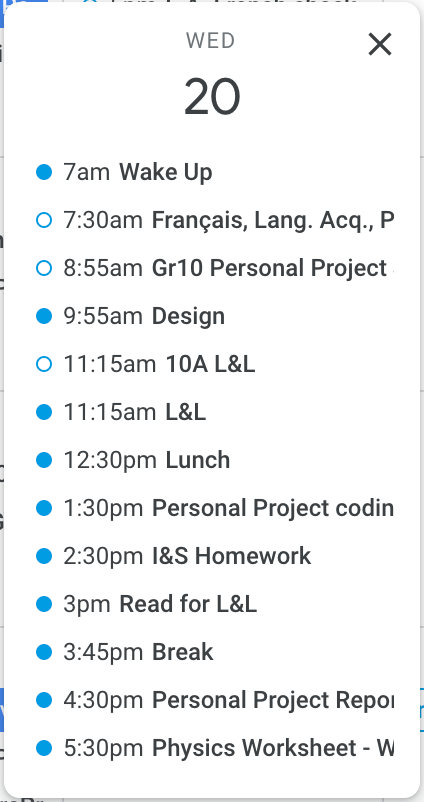 WED
20
7am Wake Up
7:30am Français, Lang. Acq., P
8:55am Gr10 Personal Project
9:55am Design
11:15am 10A L&L
11:15am L&L
12:30pm Lunch
1:30pm Personal Project codin
2:30pm I&S Homework
3pm Read for L&L
3:45pm Break
4:30pm Personal Project Repor
5:30pm Physics Worksheet - W